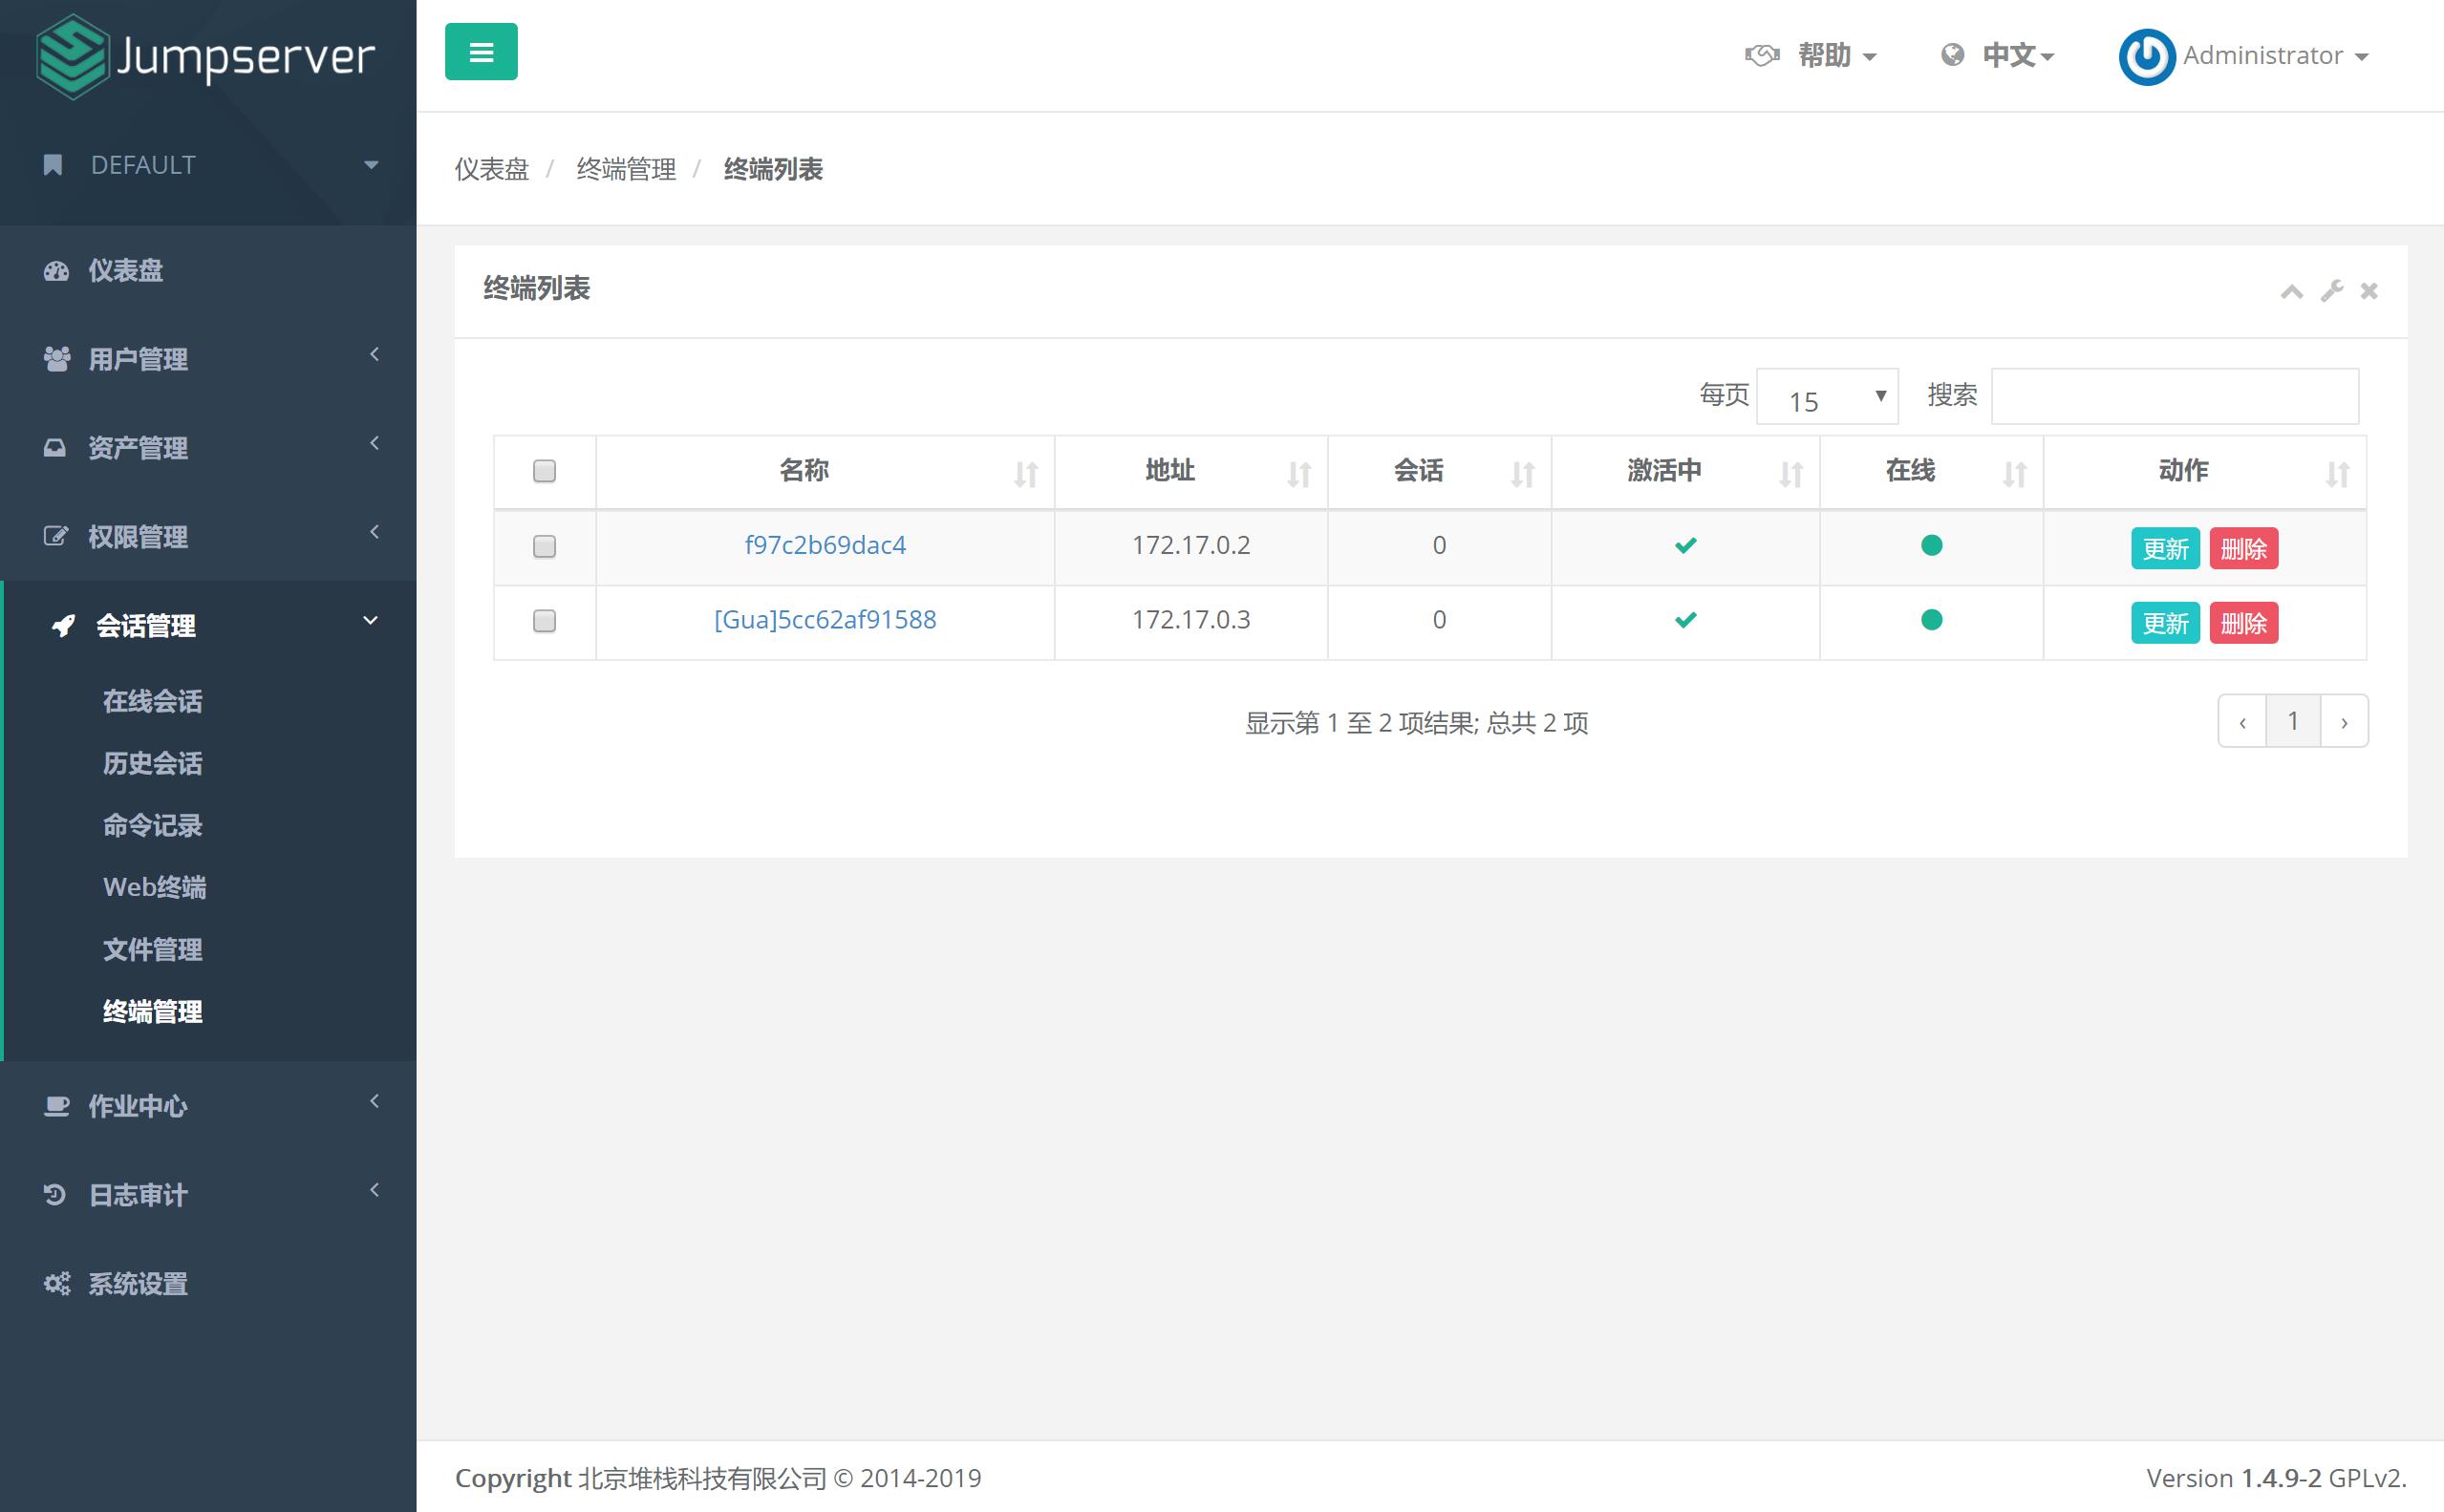 Jumpserver
帮助
中文
Administrator
DEFAULT
仪表盘 / 终端管理 / 终端列表
仪表盘
用户管理
资产管理
权限管理
会话管理
在线会话
历史会话
命令记录
Web终端
文件管理
终端管理
作业中心
日志审计
系统设置
终端列表
每页 15 搜索
名称 地址 会话 激活中 在线 动作
f97c2b69dac4 172.17.0.2 0 更新 删除
[Gua]5cc62af91588 172.17.0.3 0 更新 删除
显示第 1 至 2 项结果; 总共 2 项
‹ 1 ›
Copyright 北京堆栈科技有限公司 © 2014-2019
Version 1.4.9-2 GPLv2.